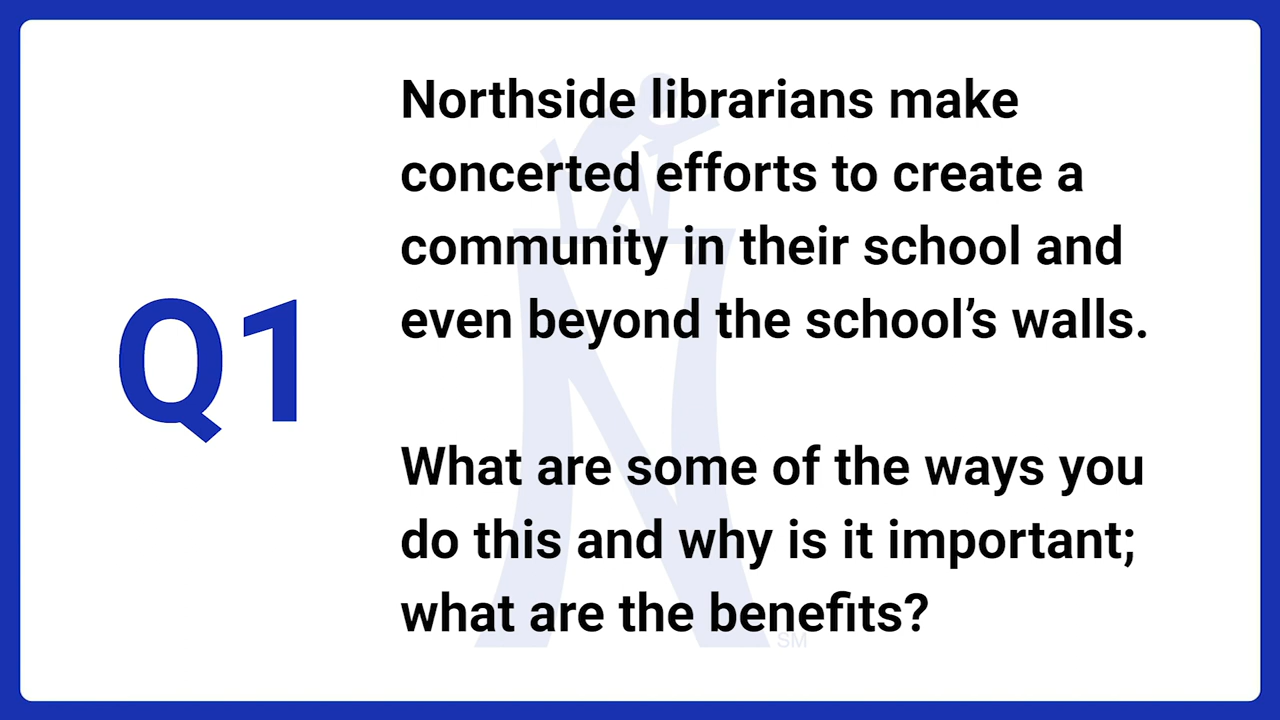 Q1
Northside librarians make
concerted efforts to create a
community in their school and
even beyond the school’s walls.
What are some of the ways you
do this and why is it important;
what are the benefits?
SM